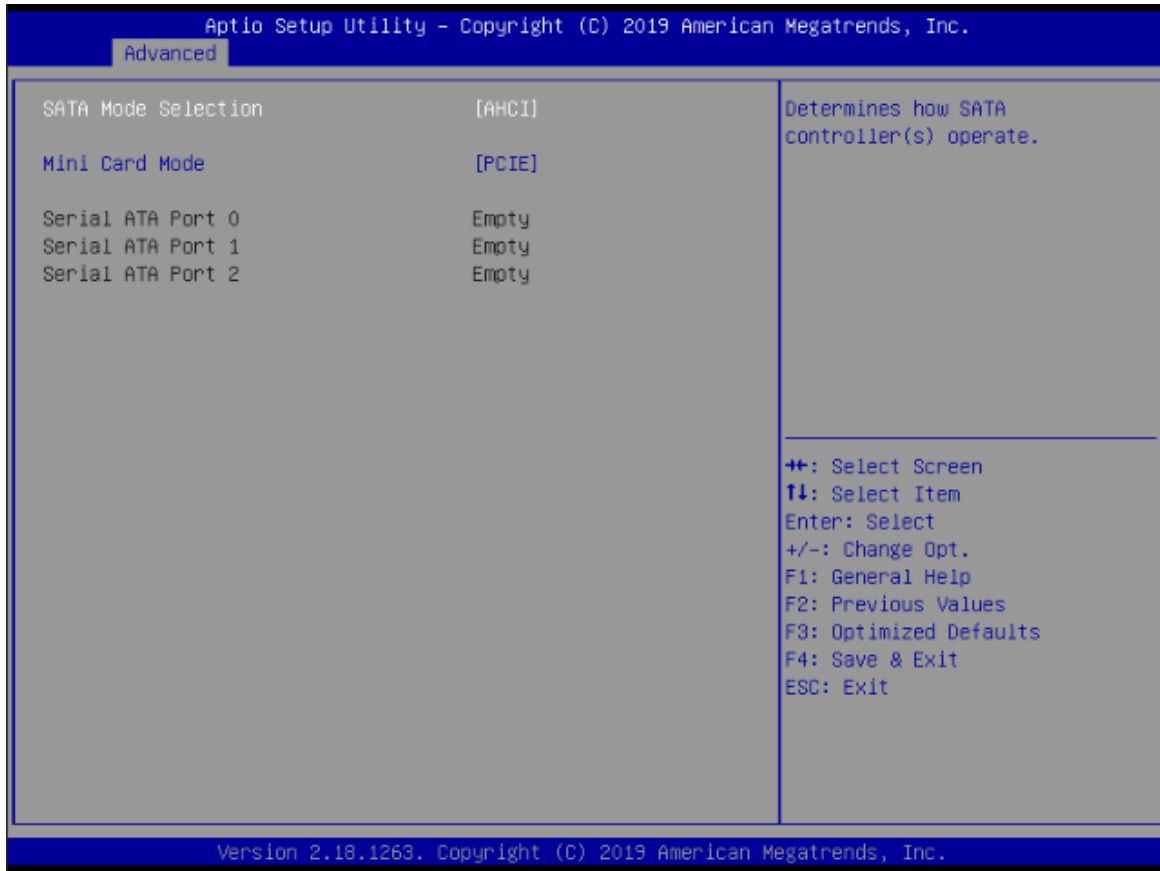 Aptio Setup Utility – Copyright (C) 2019 American Megatrends, Inc.
Advanced
SATA Mode Selection [AHCI]
Mini Card Mode [PCIE]
Serial ATA Port 0 Empty
Serial ATA Port 1 Empty
Serial ATA Port 2 Empty
Determines how SATA
controller(s) operate.
→←: Select Screen
↑↓: Select Item
Enter: Select
+/-: Change Opt.
F1: General Help
F2: Previous Values
F3: Optimized Defaults
F4: Save & Exit
ESC: Exit
Version 2.18.1263. Copyright (C) 2019 American Megatrends, Inc.